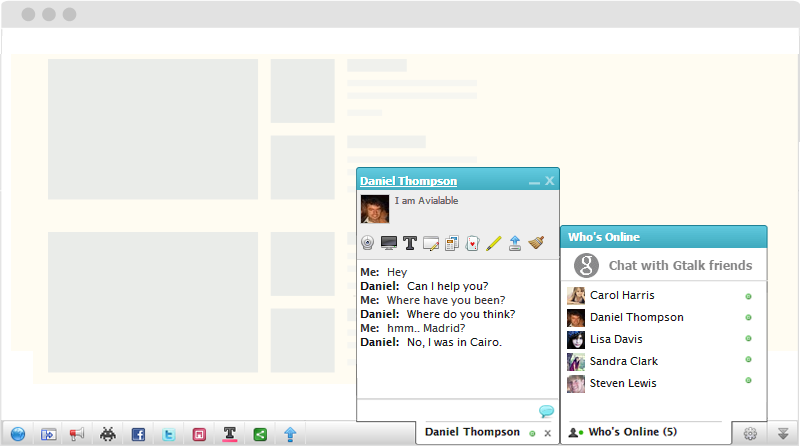 Daniel Thompson
I am Avialable
Me: Hey
Daniel: Can I help you?
Me: Where have you been?
Daniel: Where do you think?
Me: hmm.. Madrid?
Daniel: No, I was in Cairo.
Daniel Thompson x
Who's Online
g Chat with Gtalk friends
Carol Harris
Daniel Thompson
Lisa Davis
Sandra Clark
Steven Lewis
Who's Online (5)